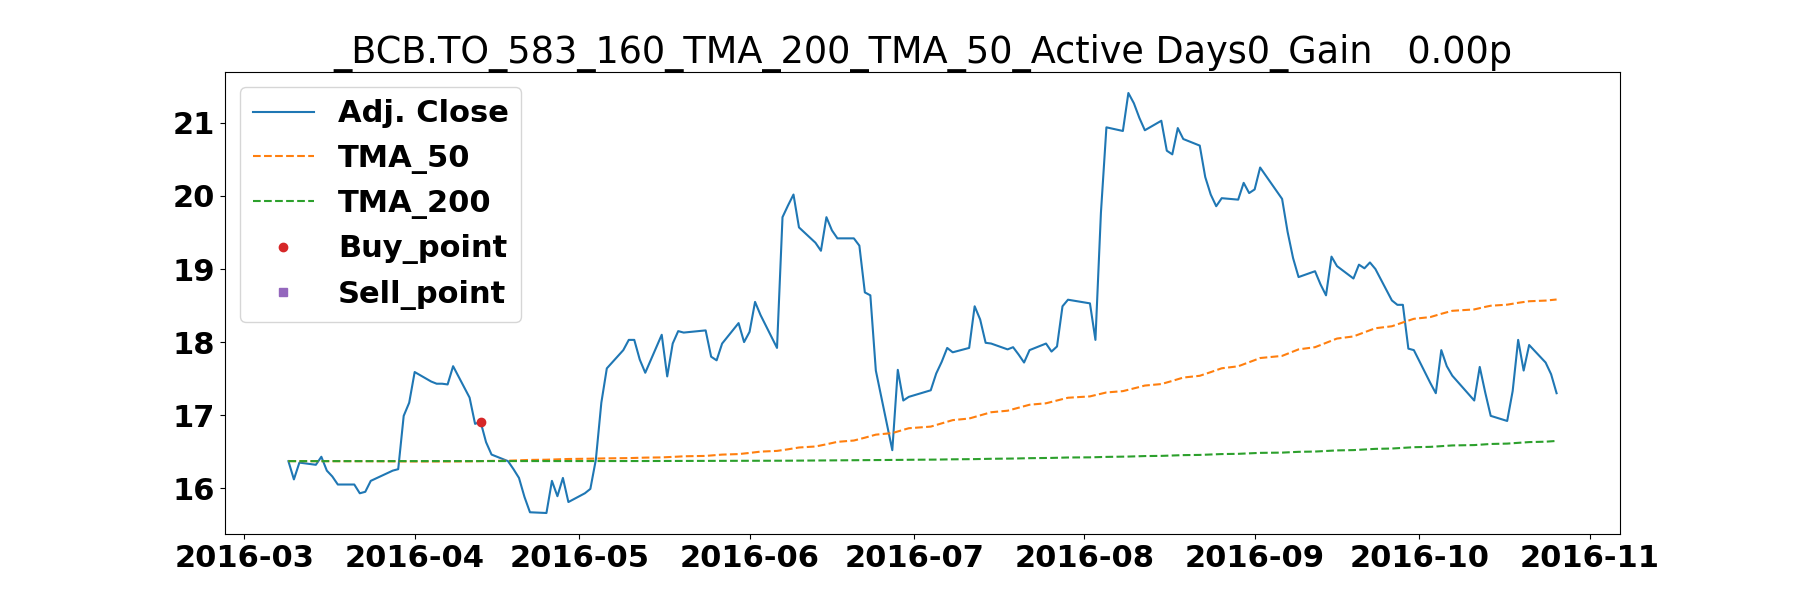 _BCB.TO_583_160_TMA_200_TMA_50_Active Days0_Gain   0.00p
Adj. Close
TMA_50
TMA_200
Buy_point
Sell_point
21
20
19
18
17
16
2016-03 2016-04 2016-05 2016-06 2016-07 2016-08 2016-09 2016-10 2016-11